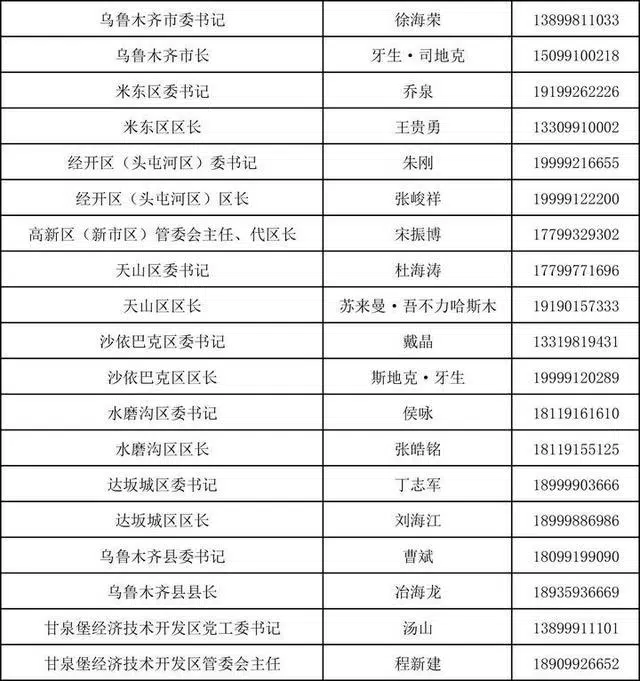 乌鲁木齐市委书记 徐海荣 13899811033
乌鲁木齐市长 牙生·司地克 15099100218
米东区委书记 乔泉 19199262226
米东区区长 王贵勇 13309910002
经开区（头屯河区）委书记 朱刚 19999216655
经开区（头屯河区）区长 张峻祥 19999122200
高新区（新市区）管委会主任、代区长 宋振博 17799329302
天山区委书记 杜海涛 17799771696
天山区区长 苏来曼·吾不力哈斯木 19190157333
沙依巴克区委书记 戴晶 13319819431
沙依巴克区区长 斯地克·牙生 19999120289
水磨沟区委书记 侯咏 18119161610
水磨沟区区长 张皓铭 18119155125
达坂城区委书记 丁志军 18999903666
达坂城区区长 刘海江 18999886986
乌鲁木齐县委书记 曹斌 18099199090
乌鲁木齐县县长 冶海龙 18935936669
甘泉堡经济技术开发区党工委书记 汤山 13899911101
甘泉堡经济技术开发区管委会主任 程新建 18909926652